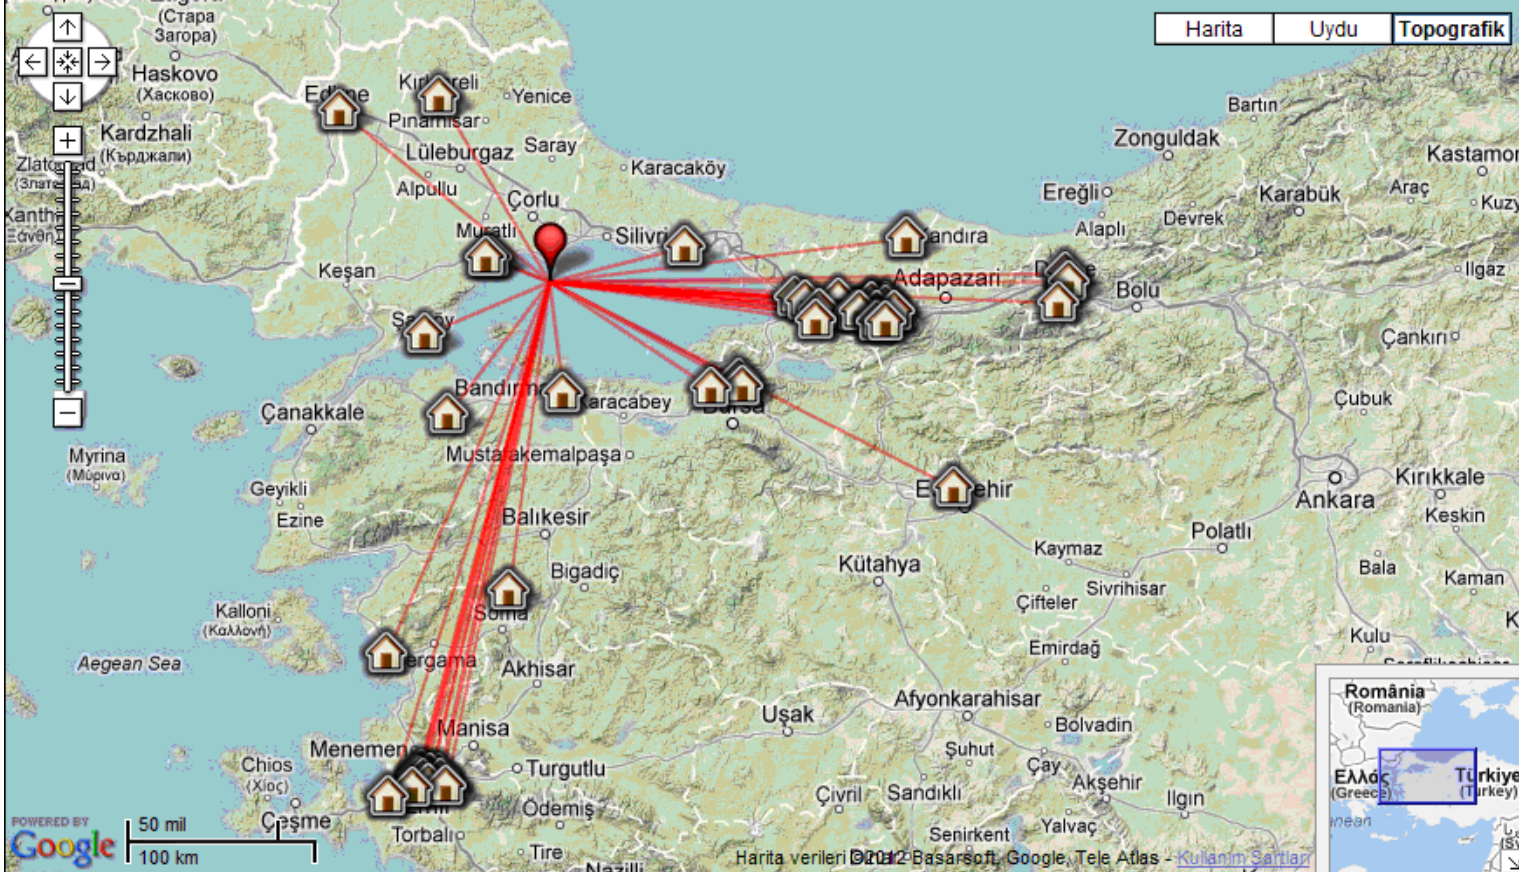 (Стара
Загора)
Haskovo
(Хасково)
Kardzhali
(Кърджали)
Yenice
Pınarhisar
Lüleburgaz
Saray
Alpullu
Karacaköy
Çorlu
Muratlı
Silivri
Keşan
Harita
Uydu
Topografik
Bartın
Zonguldak
Ereğli
Karabük
Araç
Devrek
Alaplı
Adapazarı
Bolu
Ilgaz
Çankırı
Çubuk
Çanakkale
Myrina
(Μύρινα)
Mustafakemalpaşa
Geyikli
Ezine
Balıkesir
Bigadiç
Kütahya
Kaymaz
Sivrihisar
Çifteler
Emirdağ
Polatlı
Ankara
Kırıkkale
Keskin
Bala
Kaman
Kulu
Kalloni
(Καλλονή)
Aegean Sea
Soma
Akhisar
Manisa
Menemen
Turgutlu
Ödemiş
Chios
(Χίος)
Çeşme
Torbalı
Tire
Nazilli
Uşak
Afyonkarahisar
Bolvadin
Şuhut
Çay
Akşehir
Ilgın
Çivril
Sandıklı
Senirkent
Yalvaç
România
(Romania)
Ελλάς
(Greece)
Türkiye
(Turkey)
50 mil
100 km
POWERED BY
Google
Harita verileri ©2012 Basarsoft, Google, Tele Atlas - Kullanım Şartları